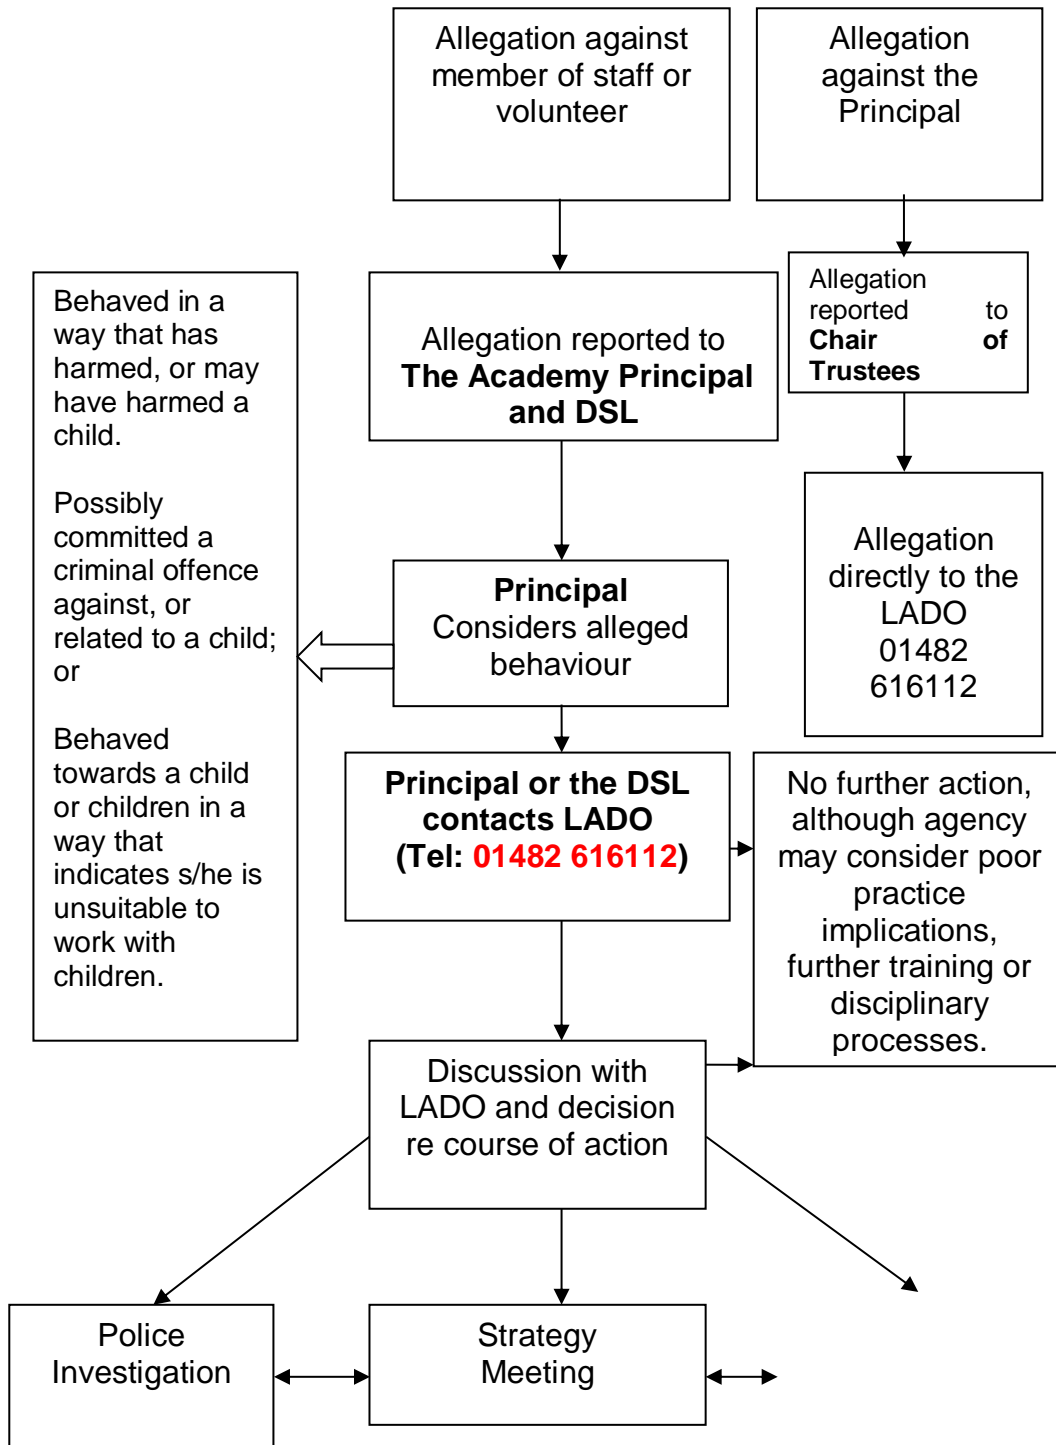 Allegation against
member of staff or
volunteer
Allegation
against the
Principal
Behaved in a
way that has
harmed, or may
have harmed a
child.
Possibly
committed a
criminal offence
against, or
related to a child;
or
Behaved
towards a child
or children in a
way that
indicates s/he is
unsuitable to
work with
children.
Allegation reported to
The Academy Principal
and DSL
Allegation
reported to
Chair of
Trustees
Principal
Considers alleged
behaviour
Allegation
directly to the
LADO
01482
616112
Principal or the DSL
contacts LADO
(Tel: 01482 616112)
No further action,
although agency
may consider poor
practice
implications,
further training or
disciplinary
processes.
Discussion with
LADO and decision
re course of action
Police
Investigation
Strategy
Meeting